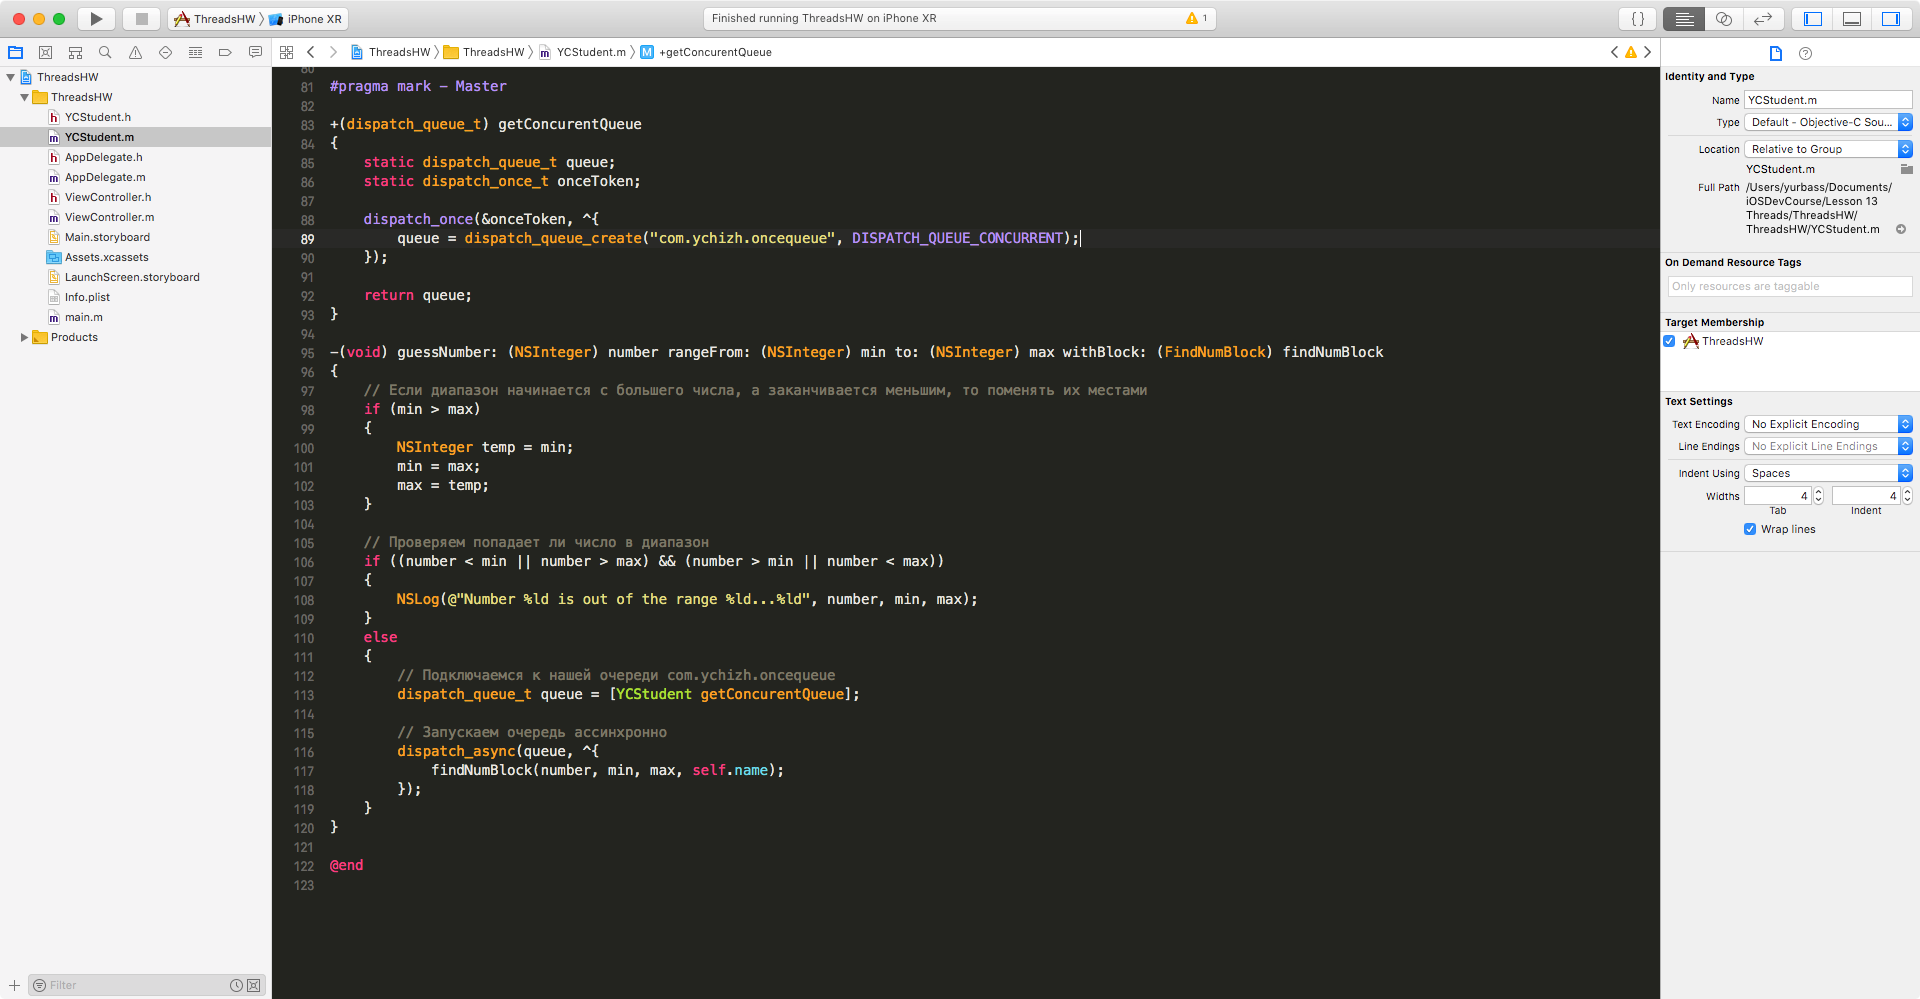 ThreadsHW
iPhone XR
Finished running ThreadsHW on iPhone XR
1
{ }
ThreadsHW
ThreadsHW
YCStudent.m
M
+getConcurentQueue
ThreadsHW
ThreadsHW
YCStudent.h
YCStudent.m
AppDelegate.h
AppDelegate.m
ViewController.h
ViewController.m
Main.storyboard
Assets.xcassets
LaunchScreen.storyboard
Info.plist
main.m
Products
Filter
80
81 #pragma mark - Master
82
83 +(dispatch_queue_t) getConcurentQueue
84 {
85     static dispatch_queue_t queue;
86     static dispatch_once_t onceToken;
87
88     dispatch_once(&onceToken, ^{
89         queue = dispatch_queue_create("com.ychizh.oncequeue", DISPATCH_QUEUE_CONCURRENT);
90     });
91
92     return queue;
93 }
94
95 -(void) guessNumber: (NSInteger) number rangeFrom: (NSInteger) min to: (NSInteger) max withBlock: (FindNumBlock) findNumBlock
96 {
97     // Если диапазон начинается с большего числа, а заканчивается меньшим, то поменять их местами
98     if (min > max)
99     {
100         NSInteger temp = min;
101         min = max;
102         max = temp;
103     }
104
105     // Проверяем попадает ли число в диапазон
106     if ((number < min || number > max) && (number > min || number < max))
107     {
108         NSLog(@"Number %ld is out of the range %ld...%ld", number, min, max);
109     }
110     else
111     {
112         // Подключаемся к нашей очереди com.ychizh.oncequeue
113         dispatch_queue_t queue = [YCStudent getConcurentQueue];
114
115         // Запускаем очередь ассинхронно
116         dispatch_async(queue, ^{
117             findNumBlock(number, min, max, self.name);
118         });
119     }
120 }
121
122 @end
123
Identity and Type
Name YCStudent.m
Type Default - Objective-C Sou...
Location Relative to Group
YCStudent.m
Full Path /Users/yurbass/Documents/
iOSDevCourse/Lesson 13
Threads/ThreadsHW/
ThreadsHW/YCStudent.m
On Demand Resource Tags
Only resources are taggable
Target Membership
ThreadsHW
Text Settings
Text Encoding No Explicit Encoding
Line Endings No Explicit Line Endings
Indent Using Spaces
Widths 4 4
Tab Indent
Wrap lines